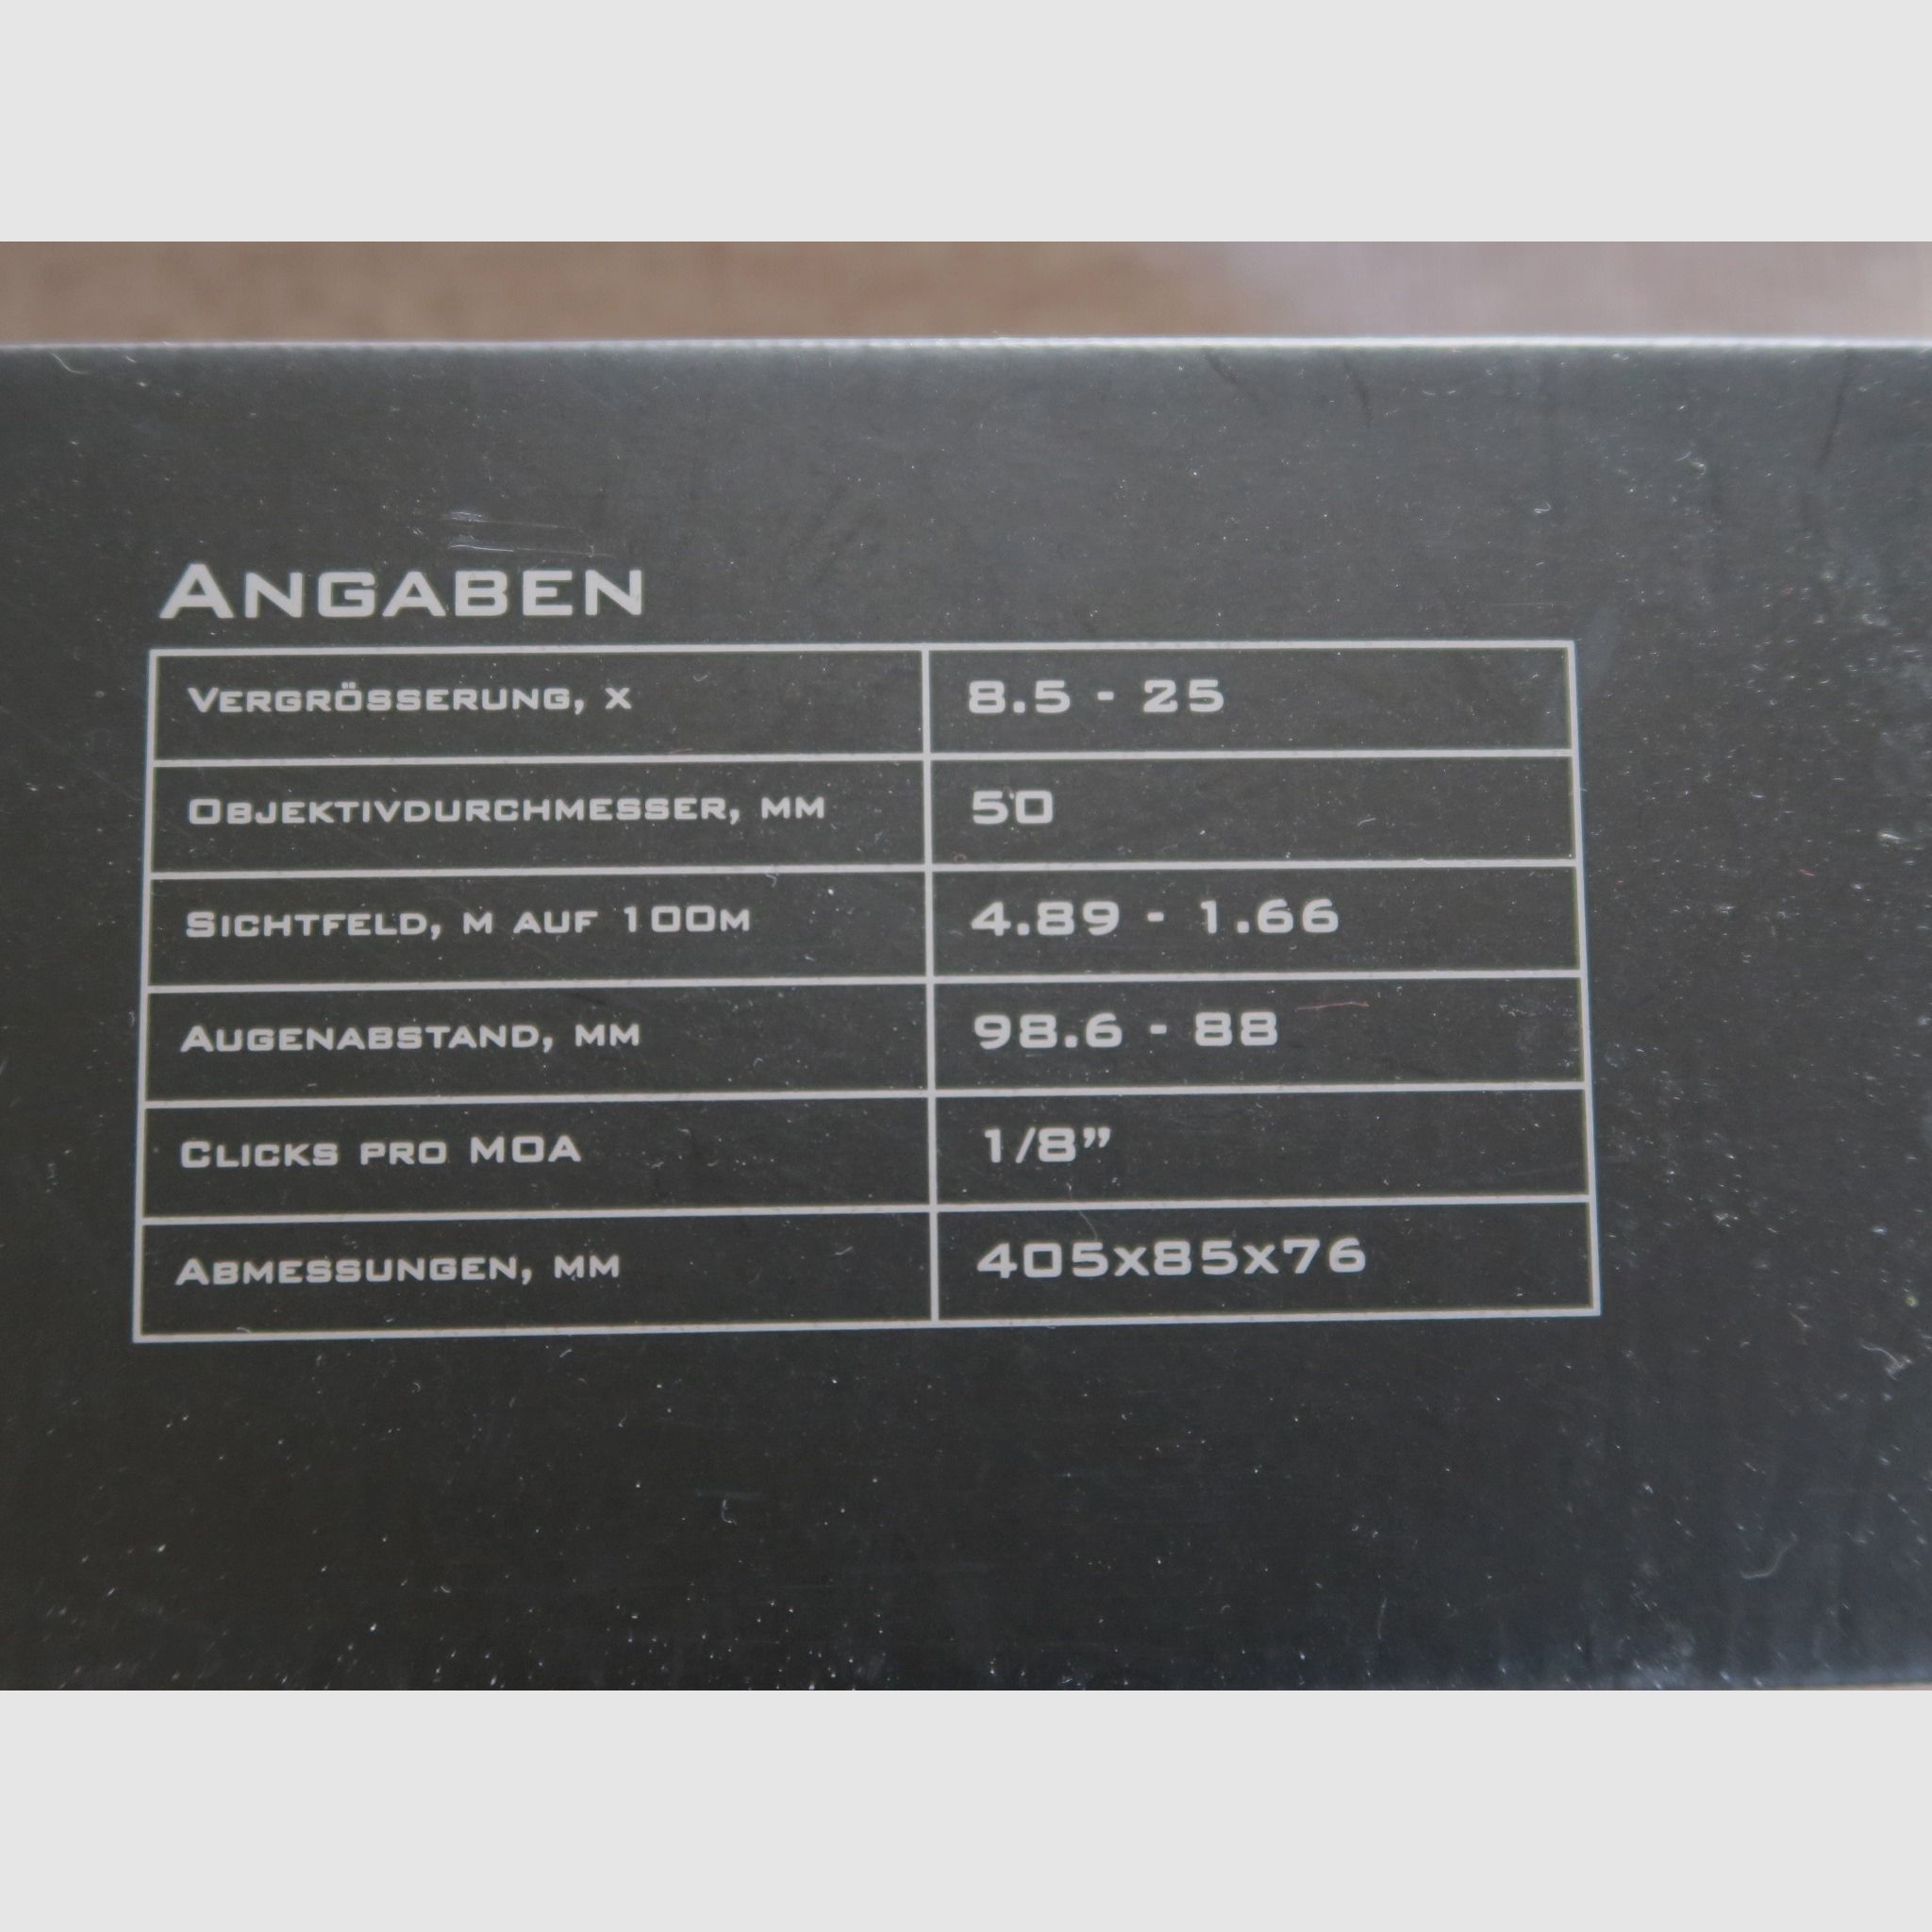 ANGABEN
VERGRÖSSERUNG, X 8.5 - 25
OBJEKTIVDURCHMESSER, MM 50
SICHTFELD, M AUF 100M 4.89 - 1.66
AUGENABSTAND, MM 98.6 - 88
CLICKS PRO MOA 1/8”
ABMESSUNGEN, MM 405X85X76